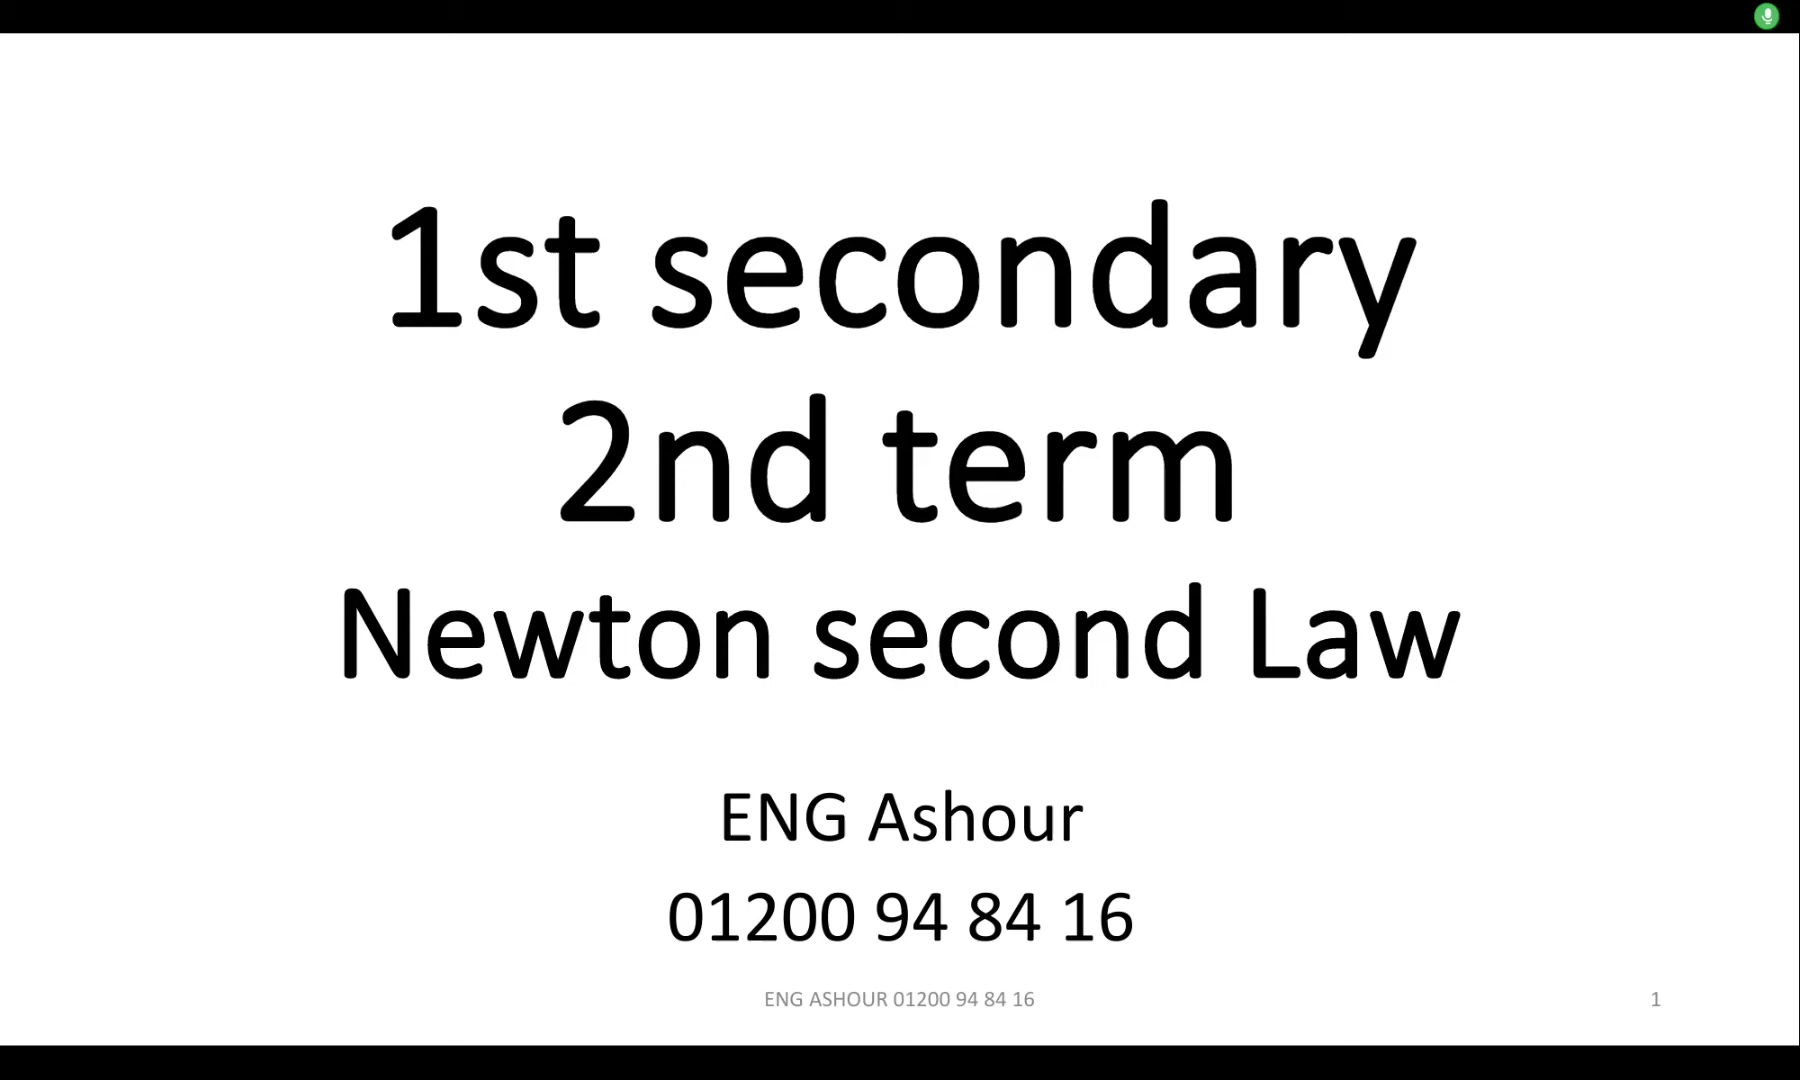 1st secondary
2nd term
Newton second Law
ENG Ashour
01200 94 84 16
ENG ASHOUR 01200 94 84 16
1